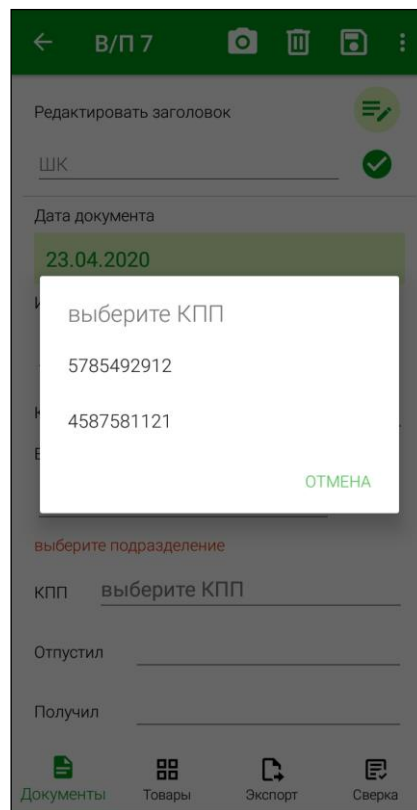 В/П 7
Редактировать заголовок
ШК
Дата документа
23.04.2020
выберите КПП
5785492912
4587581121
ОТМЕНА
выберите подразделение
КПП выберите КПП
Отпустил
Получил
Документы Товары Экспорт Сверка